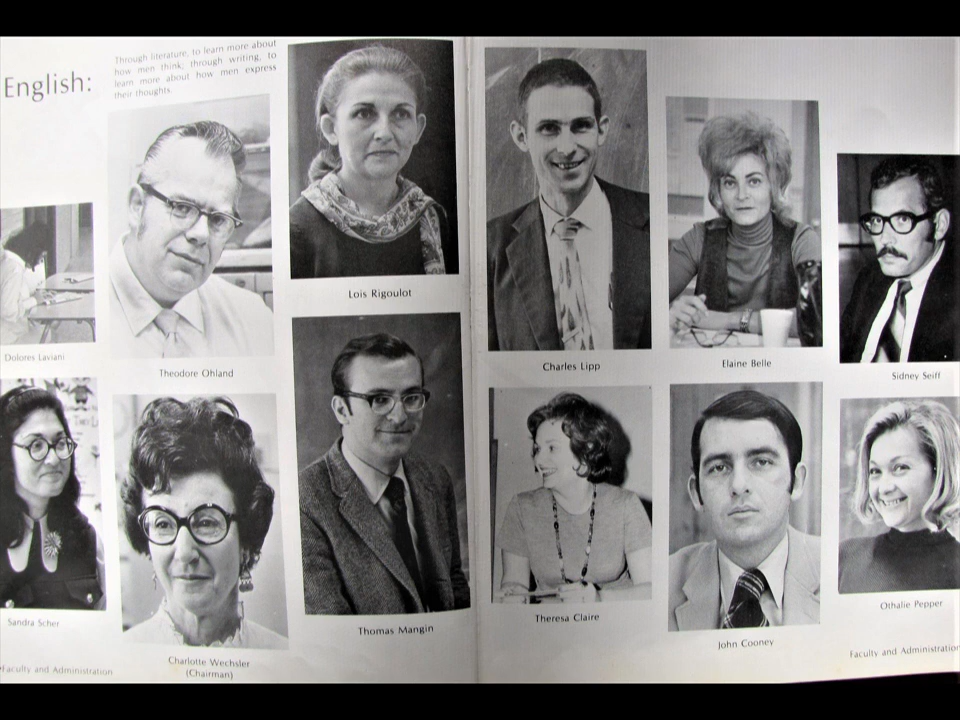 English:
Through literature, to learn more about
how men think; through writing, to
learn more about how men express
their thoughts.
Dolores Laviani
Theodore Ohland
Lois Rigoulot
Charles Lipp
Elaine Belle
Sidney Seiff
Sandra Scher
Charlotte Wechsler
(Chairman)
Thomas Mangin
Theresa Claire
John Cooney
Othalie Pepper
Faculty and Administration
Faculty and Administration